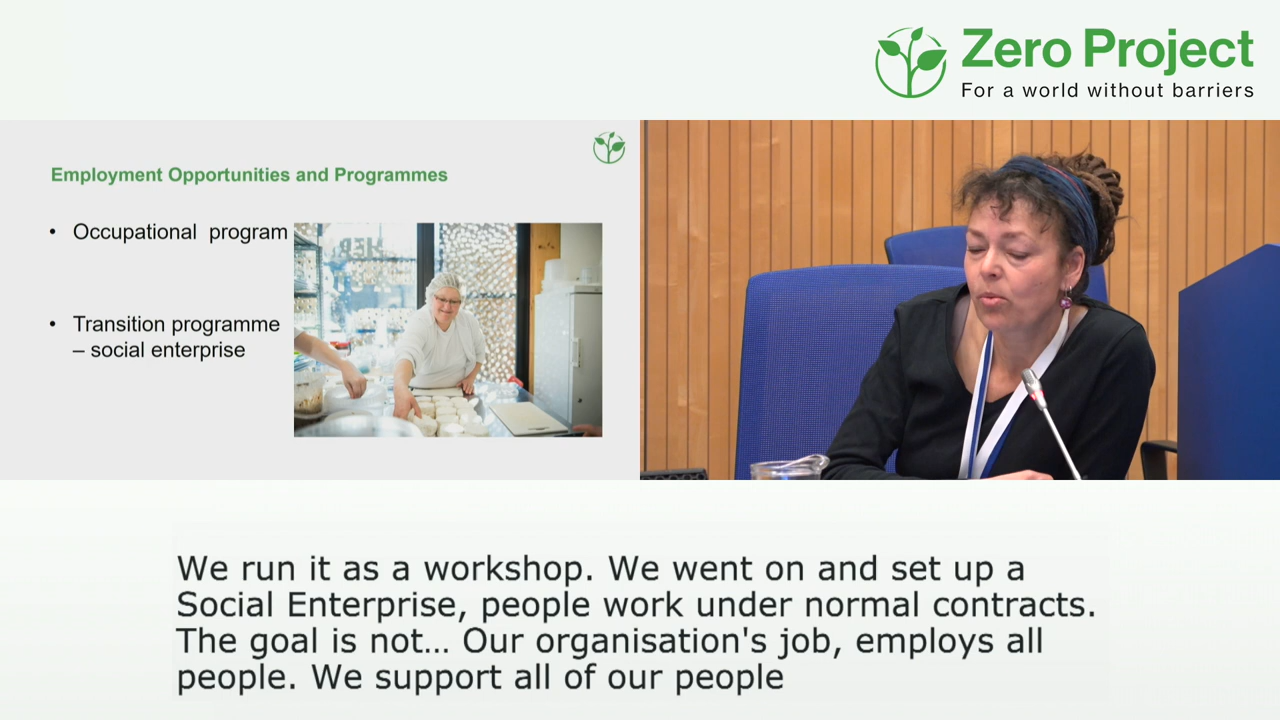 Zero Project
For a world without barriers
Employment Opportunities and Programmes
• Occupational program
• Transition programme
– social enterprise
We run it as a workshop. We went on and set up a
Social Enterprise, people work under normal contracts.
The goal is not... Our organisation's job, employs all
people. We support all of our people